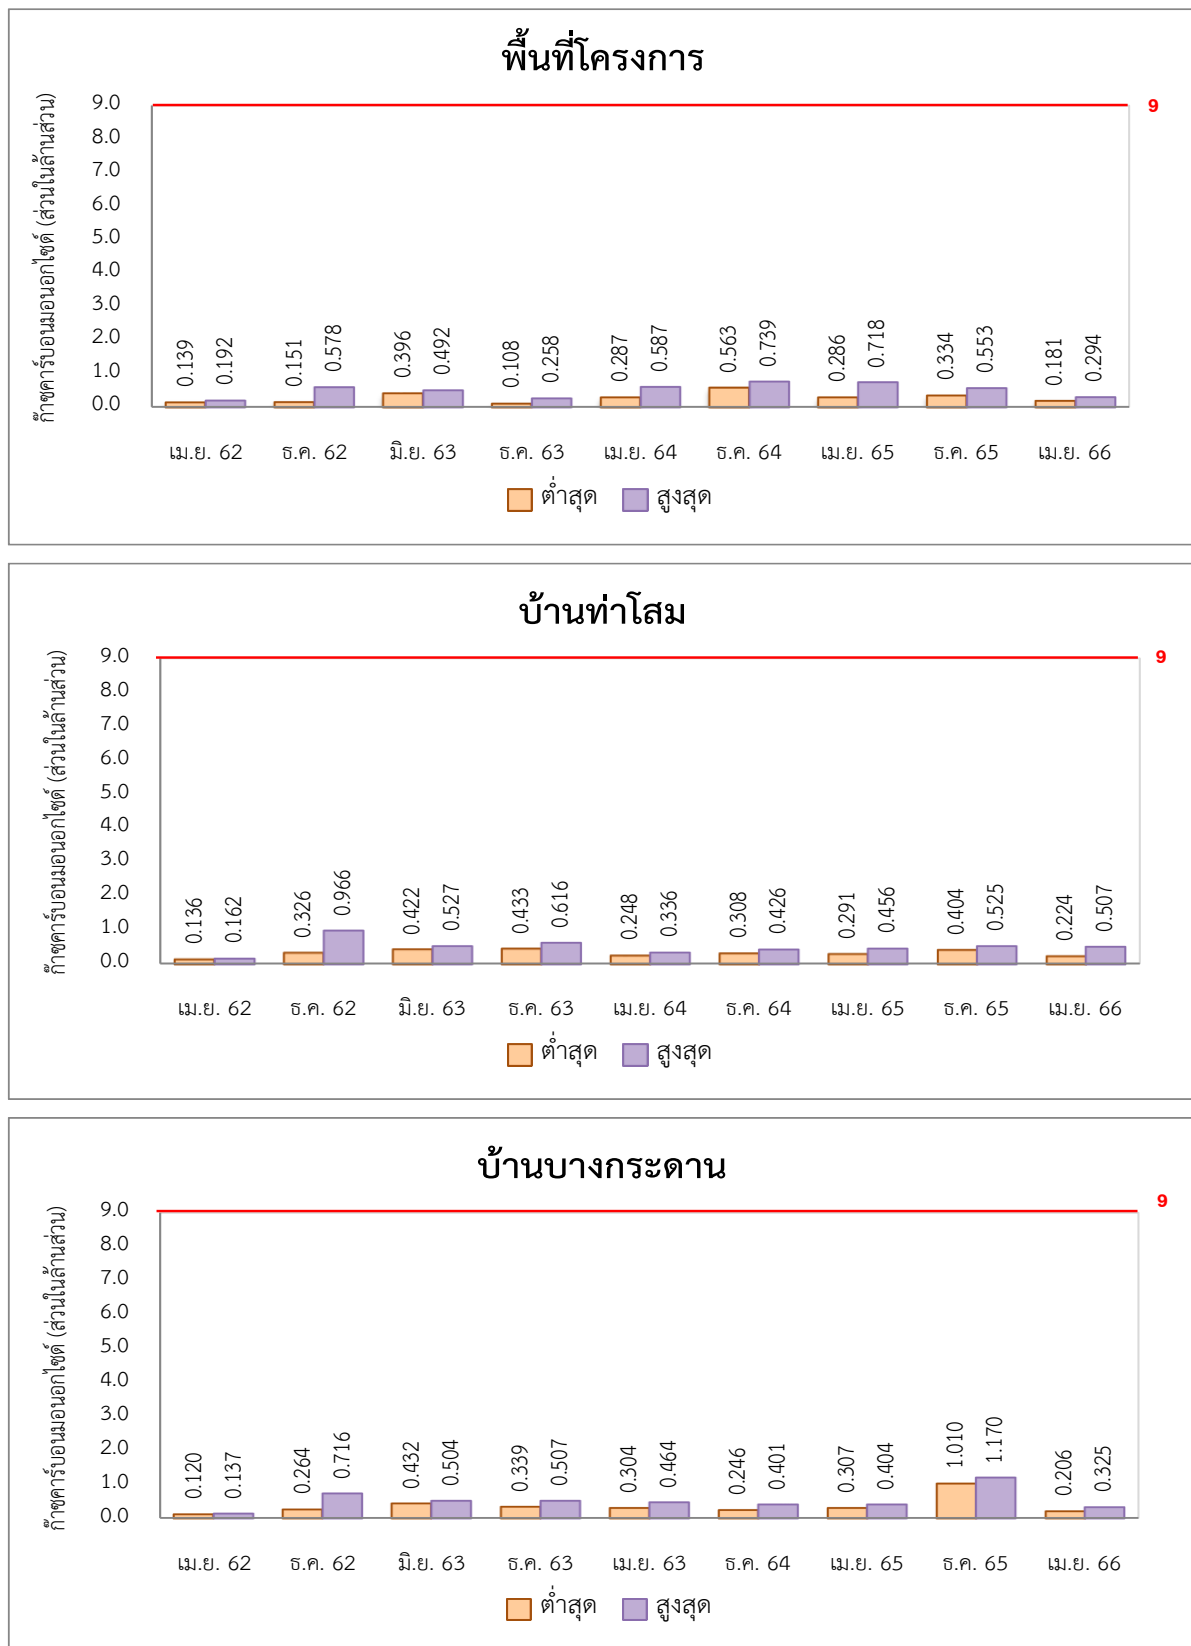 พื้นที่โครงการ
ก๊าซคาร์บอนมอนอกไซด์ (ส่วนในล้านส่วน)
9.0
8.0
7.0
6.0
5.0
4.0
3.0
2.0
1.0
0.0
9
0.139 0.192 0.151 0.578 0.396 0.492 0.108 0.258 0.287 0.587 0.563 0.739 0.286 0.718 0.334 0.553 0.181 0.294
เม.ย. 62 ธ.ค. 62 มิ.ย. 63 ธ.ค. 63 เม.ย. 64 ธ.ค. 64 เม.ย. 65 ธ.ค. 65 เม.ย. 66
ต่ำสุด สูงสุด
บ้านท่าโสม
ก๊าซคาร์บอนมอนอกไซด์ (ส่วนในล้านส่วน)
9.0
8.0
7.0
6.0
5.0
4.0
3.0
2.0
1.0
0.0
9
0.136 0.162 0.326 0.966 0.422 0.527 0.433 0.616 0.248 0.336 0.308 0.426 0.291 0.456 0.404 0.525 0.224 0.507
เม.ย. 62 ธ.ค. 62 มิ.ย. 63 ธ.ค. 63 เม.ย. 64 ธ.ค. 64 เม.ย. 65 ธ.ค. 65 เม.ย. 66
ต่ำสุด สูงสุด
บ้านบางกระดาน
ก๊าซคาร์บอนมอนอกไซด์ (ส่วนในล้านส่วน)
9.0
8.0
7.0
6.0
5.0
4.0
3.0
2.0
1.0
0.0
9
0.120 0.137 0.264 0.716 0.432 0.504 0.339 0.507 0.304 0.464 0.246 0.401 0.307 0.404 1.010 1.170 0.206 0.325
เม.ย. 62 ธ.ค. 62 มิ.ย. 63 ธ.ค. 63 เม.ย. 63 ธ.ค. 64 เม.ย. 65 ธ.ค. 65 เม.ย. 66
ต่ำสุด สูงสุด